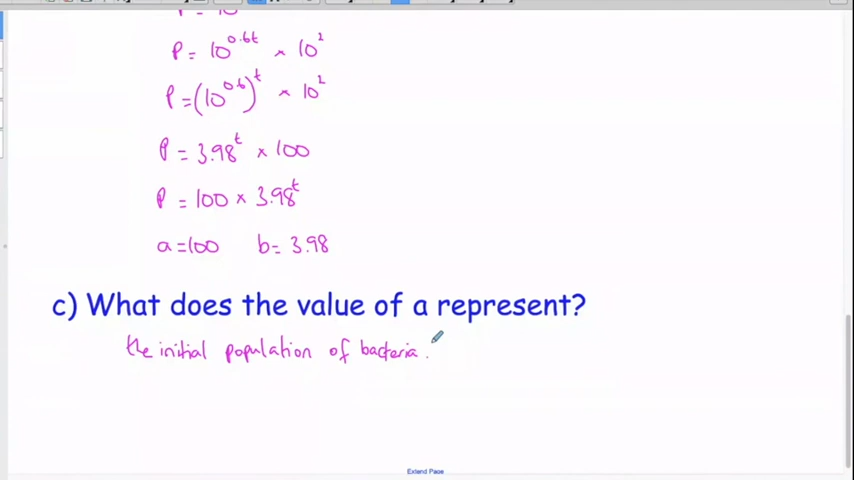 P = 10^0.6t × 10^2
P = (10^0.6)^t × 10^2
P = 3.98^t × 100
P = 100 × 3.98^t
a=100 b= 3.98
c) What does the value of a represent?
the initial population of bacteria.
Extend Page